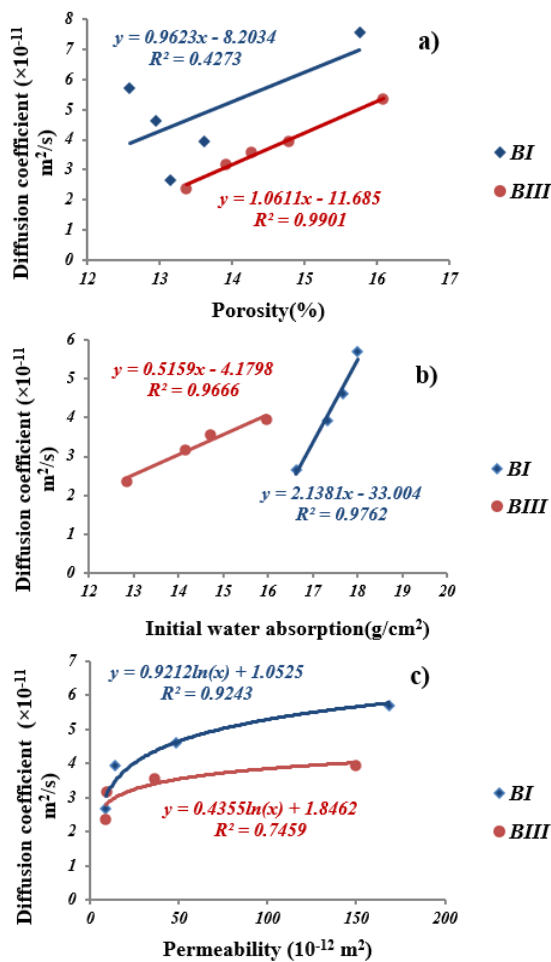 a)
Diffusion coefficient (×10⁻¹¹
m²/s)
8
7
6
5
4
3
2
1
0
y = 0.9623x - 8.2034
R² = 0.4273
y = 1.0611x - 11.685
R² = 0.9901
BI
BIII
12 13 14 15 16 17
Porosity(%)
b)
Diffusion coefficient (×10⁻¹¹
m²/s)
6
5
4
3
2
1
0
y = 0.5159x - 4.1798
R² = 0.9666
y = 2.1381x - 33.004
R² = 0.9762
BI
BIII
12 13 14 15 16 17 18 19 20
Initial water absorption(g/cm²)
c)
Diffusion coefficient (×10⁻¹¹
m²/s)
7
6
5
4
3
2
1
0
y = 0.9212ln(x) + 1.0525
R² = 0.9243
y = 0.4355ln(x) + 1.8462
R² = 0.7459
BI
BIII
0 50 100 150 200
Permeability (10⁻¹² m²)